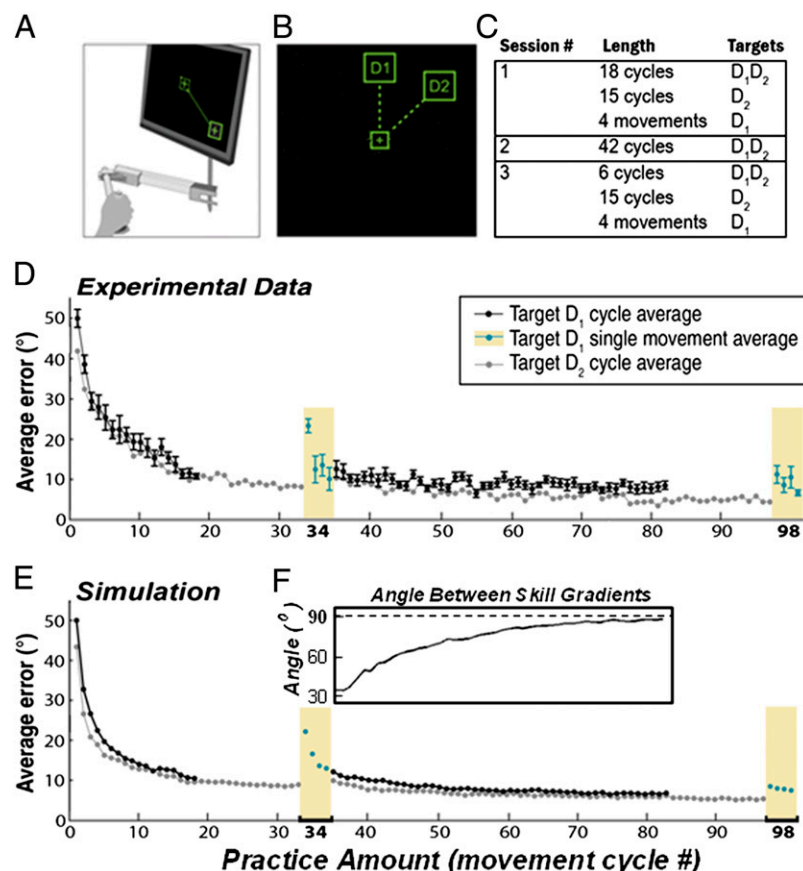 A
B
D1
D2
C
Session # Length Targets
1 18 cycles D₁D₂
15 cycles D₂
4 movements D₁
2 42 cycles D₁D₂
3 6 cycles D₁D₂
15 cycles D₂
4 movements D₁
D
Experimental Data
Target D₁ cycle average
Target D₁ single movement average
Target D₂ cycle average
Average error (°)
50
40
30
20
10
0
0 10 20 30 34 40 50 60 70 80 90 98
E
Simulation
F
Angle Between Skill Gradients
Angle (°)
90
60
30
Average error (°)
50
40
30
20
10
0
0 10 20 30 34 40 50 60 70 80 90 98
Practice Amount (movement cycle #)